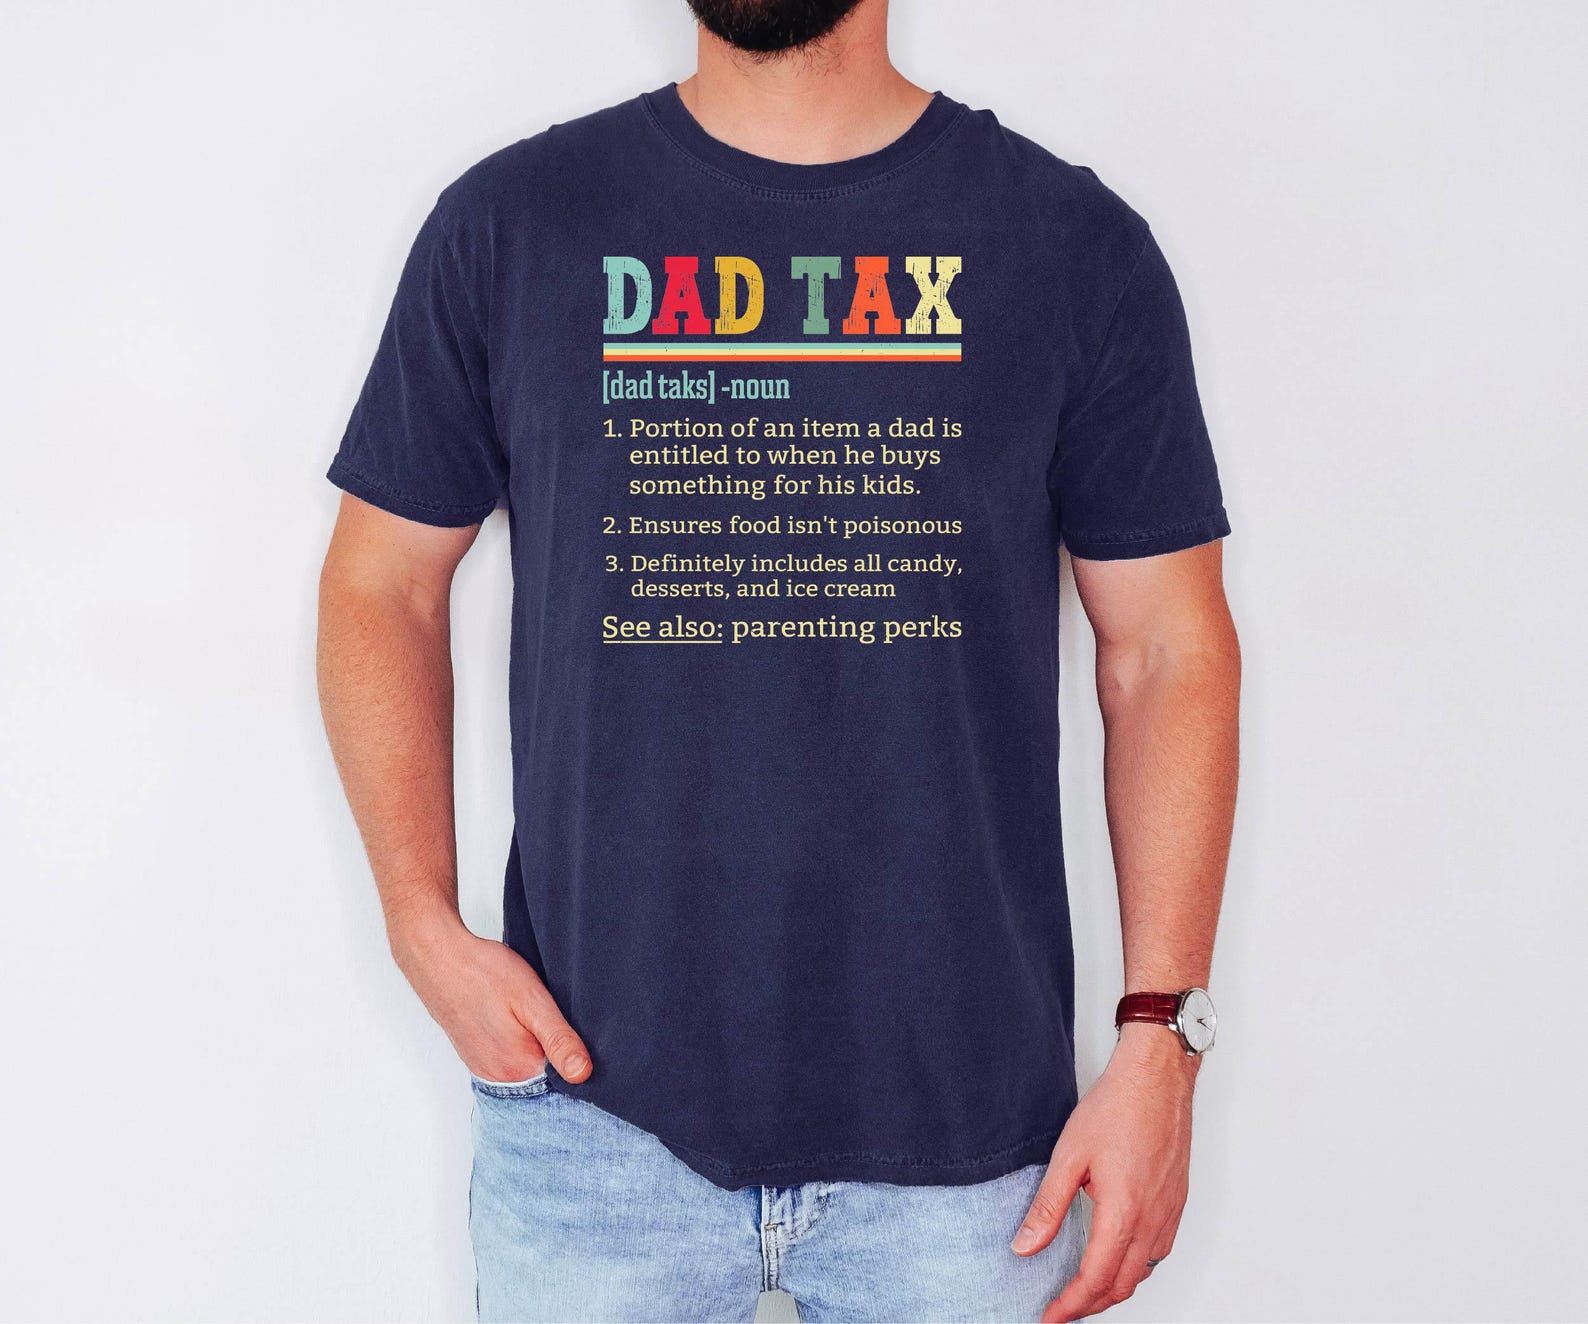 DAD TAX
[dad taks] -noun
1. Portion of an item a dad is
entitled to when he buys
something for his kids.
2. Ensures food isn't poisonous
3. Definitely includes all candy,
desserts, and ice cream
See also: parenting perks